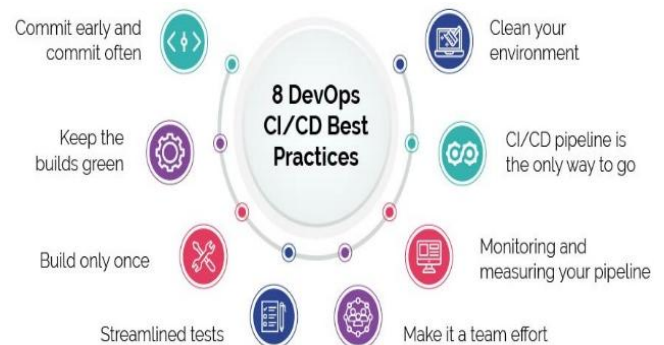 8 DevOps
CI/CD Best
Practices
Commit early and
commit often
Keep the
builds green
Build only once
Streamlined tests
Make it a team effort
Monitoring and
measuring your pipeline
CI/CD pipeline is
the only way to go
Clean your
environment